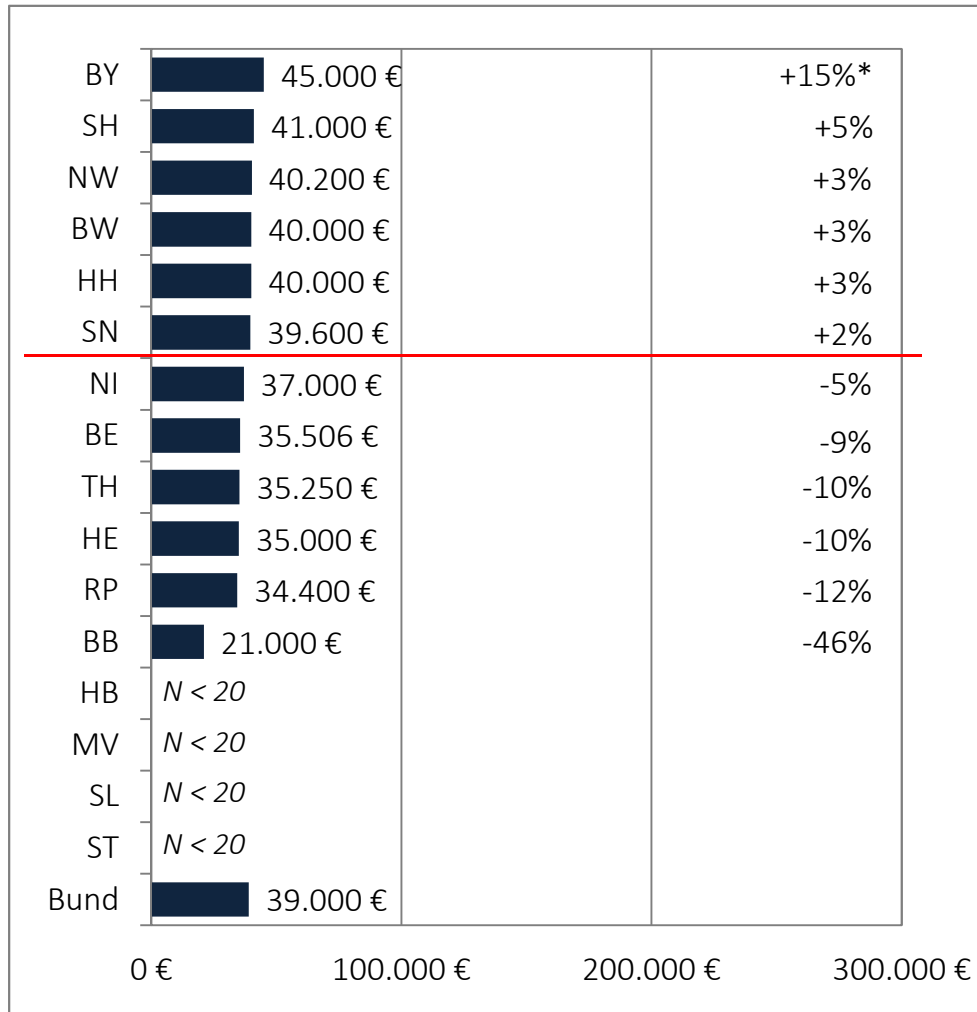 BY 45.000 € +15%*
SH 41.000 € +5%
NW 40.200 € +3%
BW 40.000 € +3%
HH 40.000 € +3%
SN 39.600 € +2%
NI 37.000 € -5%
BE 35.506 € -9%
TH 35.250 € -10%
HE 35.000 € -10%
RP 34.400 € -12%
BB 21.000 € -46%
HB N < 20
MV N < 20
SL N < 20
ST N < 20
Bund 39.000 €
0 € 100.000 € 200.000 € 300.000 €